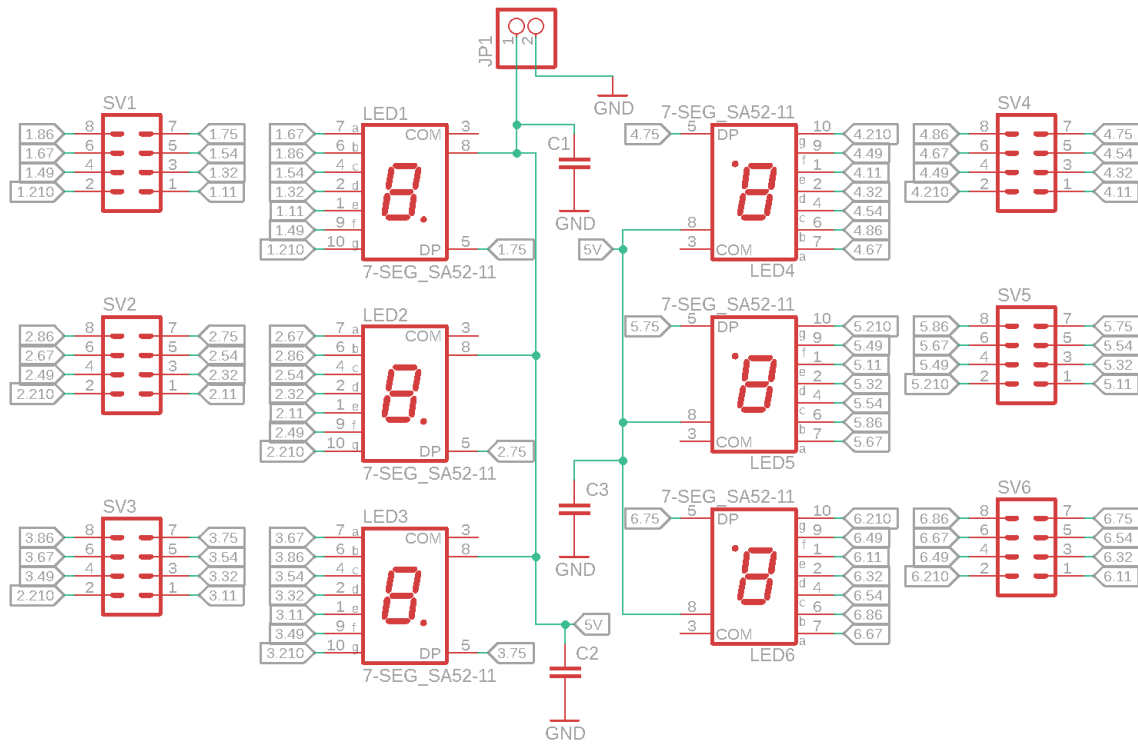 JP1
1
2
GND
SV1
1.86 8 7 1.75
1.67 6 5 1.54
1.49 4 3 1.32
1.210 2 1 1.11
LED1
1.67 7 a COM 3
1.86 6 b 8
1.54 4 c
1.32 2 d
1.11 1 e
1.49 9 f
1.210 10 g DP 5 1.75
7-SEG_SA52-11
C1
GND
7-SEG_SA52-11
4.75 5 DP 10 4.210
g 9 4.49
f 1 4.11
e 2 4.32
d 4 4.54
8 c 6 4.86
5V 3 COM b 7 4.67
a
LED4
SV4
4.86 8 7 4.75
4.67 6 5 4.54
4.49 4 3 4.32
4.210 2 1 4.11
SV2
2.86 8 7 2.75
2.67 6 5 2.54
2.49 4 3 2.32
2.210 2 1 2.11
LED2
2.67 7 a COM 3
2.86 6 b 8
2.54 4 c
2.32 2 d
2.11 1 e
2.49 9 f
2.210 10 g DP 5 2.75
7-SEG_SA52-11
7-SEG_SA52-11
5.75 5 DP 10 5.210
g 9 5.49
f 1 5.11
e 2 5.32
d 4 5.54
8 c 6 5.86
3 COM b 7 5.67
a
LED5
SV5
5.86 8 7 5.75
5.67 6 5 5.54
5.49 4 3 5.32
5.210 2 1 5.11
SV3
3.86 8 7 3.75
3.67 6 5 3.54
3.49 4 3 3.32
2.210 2 1 3.11
LED3
3.67 7 a COM 3
3.86 6 b 8
3.54 4 c
3.32 2 d
3.11 1 e
3.49 9 f
3.210 10 g DP 5 3.75
7-SEG_SA52-11
C3
GND
5V
C2
GND
7-SEG_SA52-11
6.75 5 DP 10 6.210
g 9 6.49
f 1 6.11
e 2 6.32
d 4 6.54
8 c 6 6.86
3 COM b 7 6.67
a
LED6
SV6
6.86 8 7 6.75
6.67 6 5 6.54
6.49 4 3 6.32
6.210 2 1 6.11